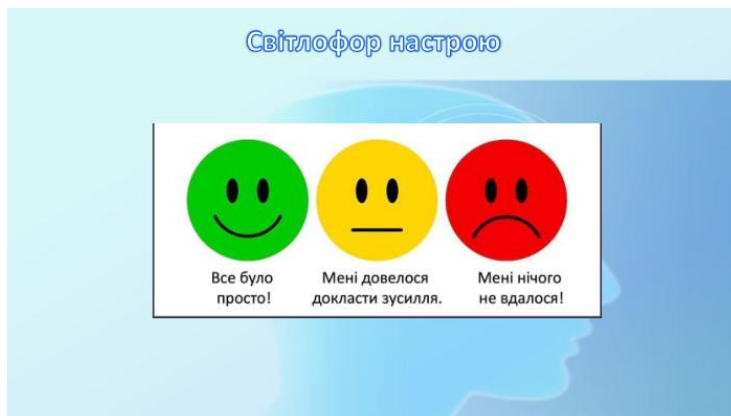 Світлофор настрою
Все було
просто!
Мені довелося
докласти зусилля.
Мені нічого
не вдалося!